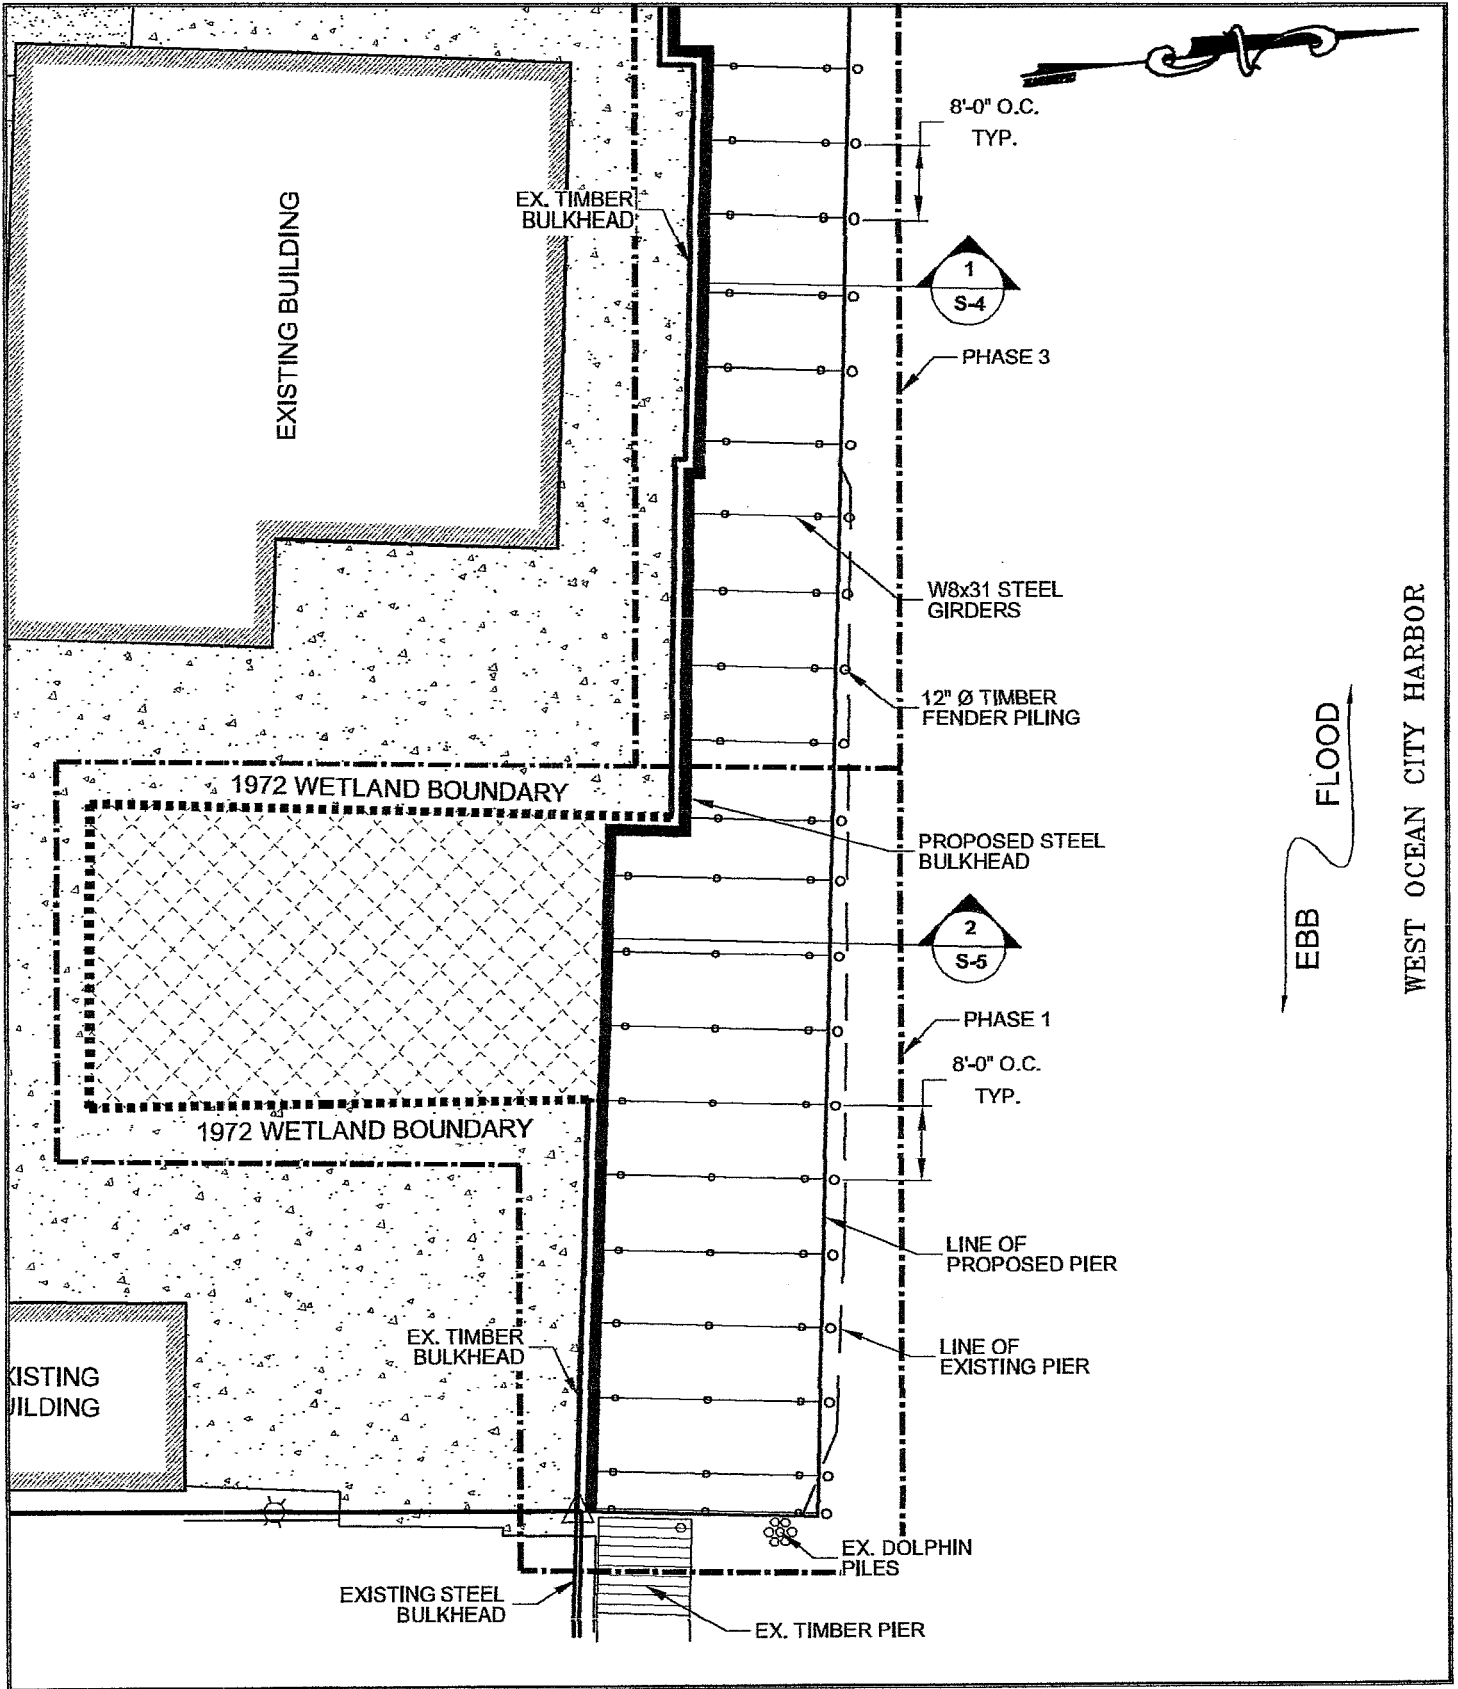 8'-0" O.C.
TYP.
EX. TIMBER
BULKHEAD
EXISTING BUILDING
1
S-4
PHASE 3
W8x31 STEEL
GIRDERS
12" Ø TIMBER
FENDER PILING
1972 WETLAND BOUNDARY
PROPOSED STEEL
BULKHEAD
2
S-5
PHASE 1
8'-0" O.C.
TYP.
1972 WETLAND BOUNDARY
LINE OF
PROPOSED PIER
EX. TIMBER
BULKHEAD
LINE OF
EXISTING PIER
XISTING
UILDING
EX. DOLPHIN
PILES
EXISTING STEEL
BULKHEAD
EX. TIMBER PIER
EBB
FLOOD
WEST OCEAN CITY HARBOR